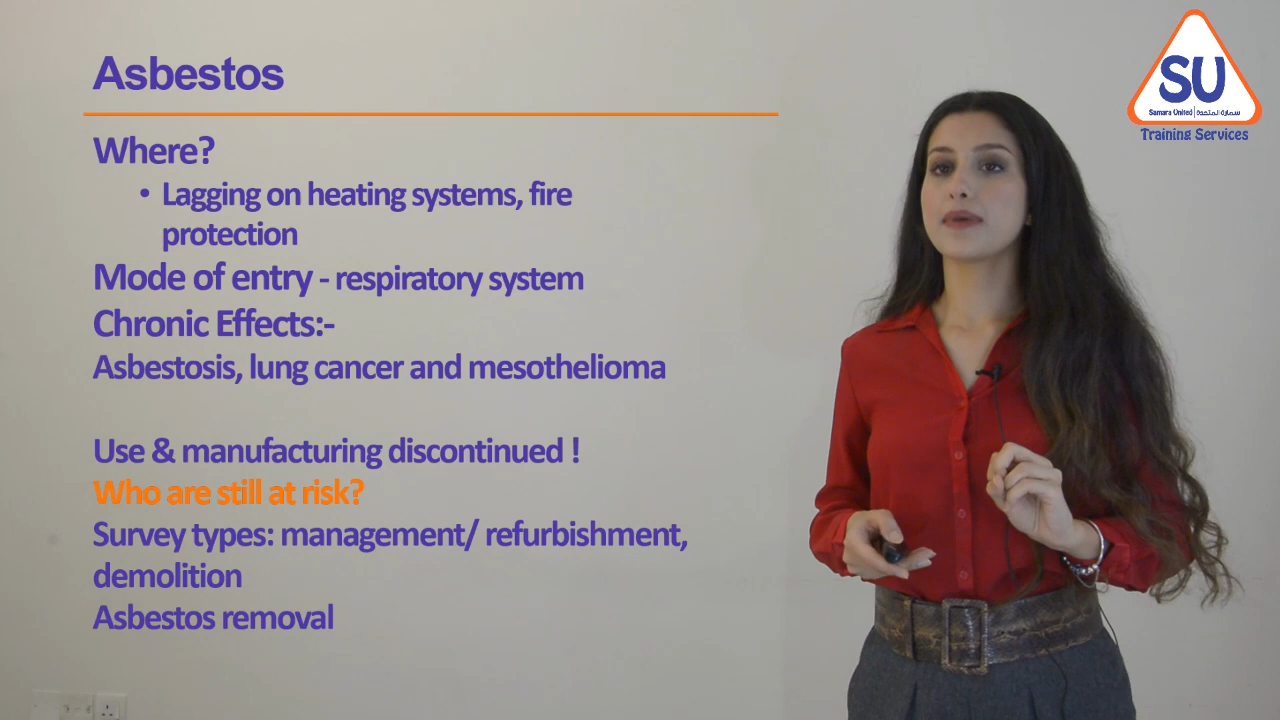 Asbestos
Where?
• Lagging on heating systems, fire
protection
Mode of entry - respiratory system
Chronic Effects:-
Asbestosis, lung cancer and mesothelioma
Use & manufacturing discontinued !
Who are still at risk?
Survey types: management/ refurbishment,
demolition
Asbestos removal
SU
Samara United | سمارة المتحدة
Training Services